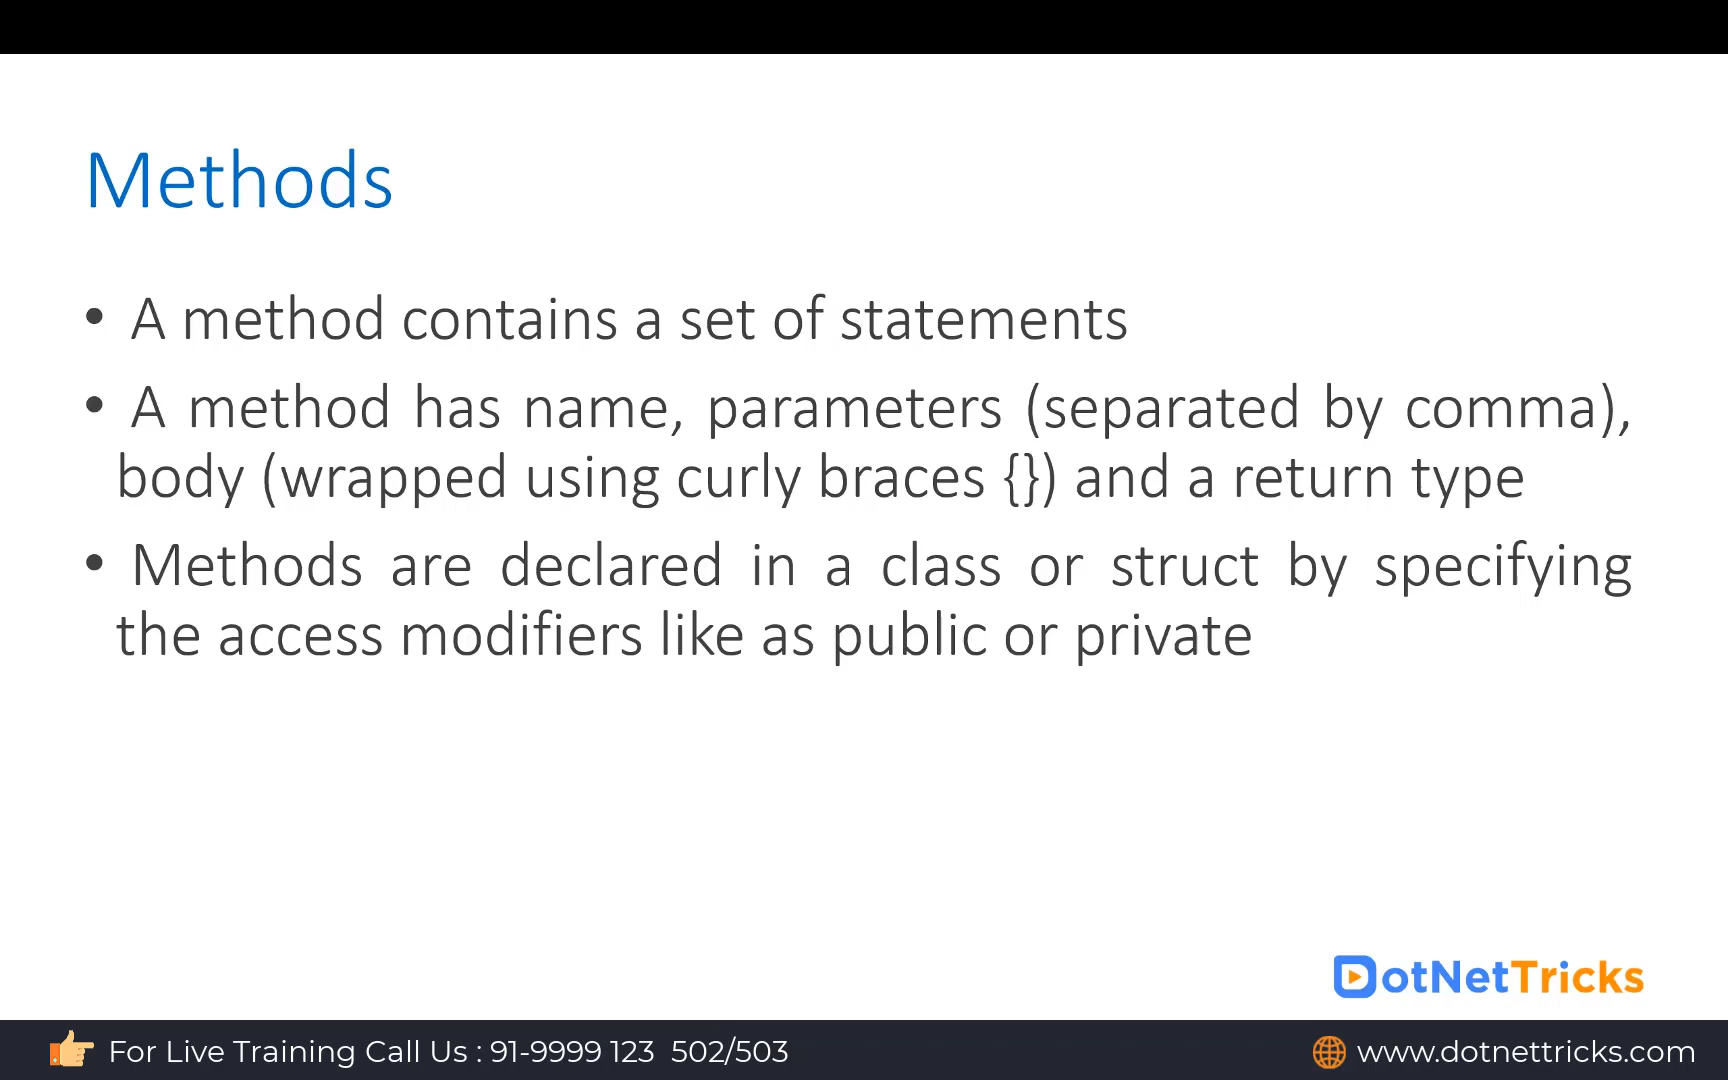 Methods
• A method contains a set of statements
• A method has name, parameters (separated by comma),
body (wrapped using curly braces {}) and a return type
• Methods are declared in a class or struct by specifying
the access modifiers like as public or private
DotNetTricks
For Live Training Call Us : 91-9999 123 502/503
www.dotnettricks.com